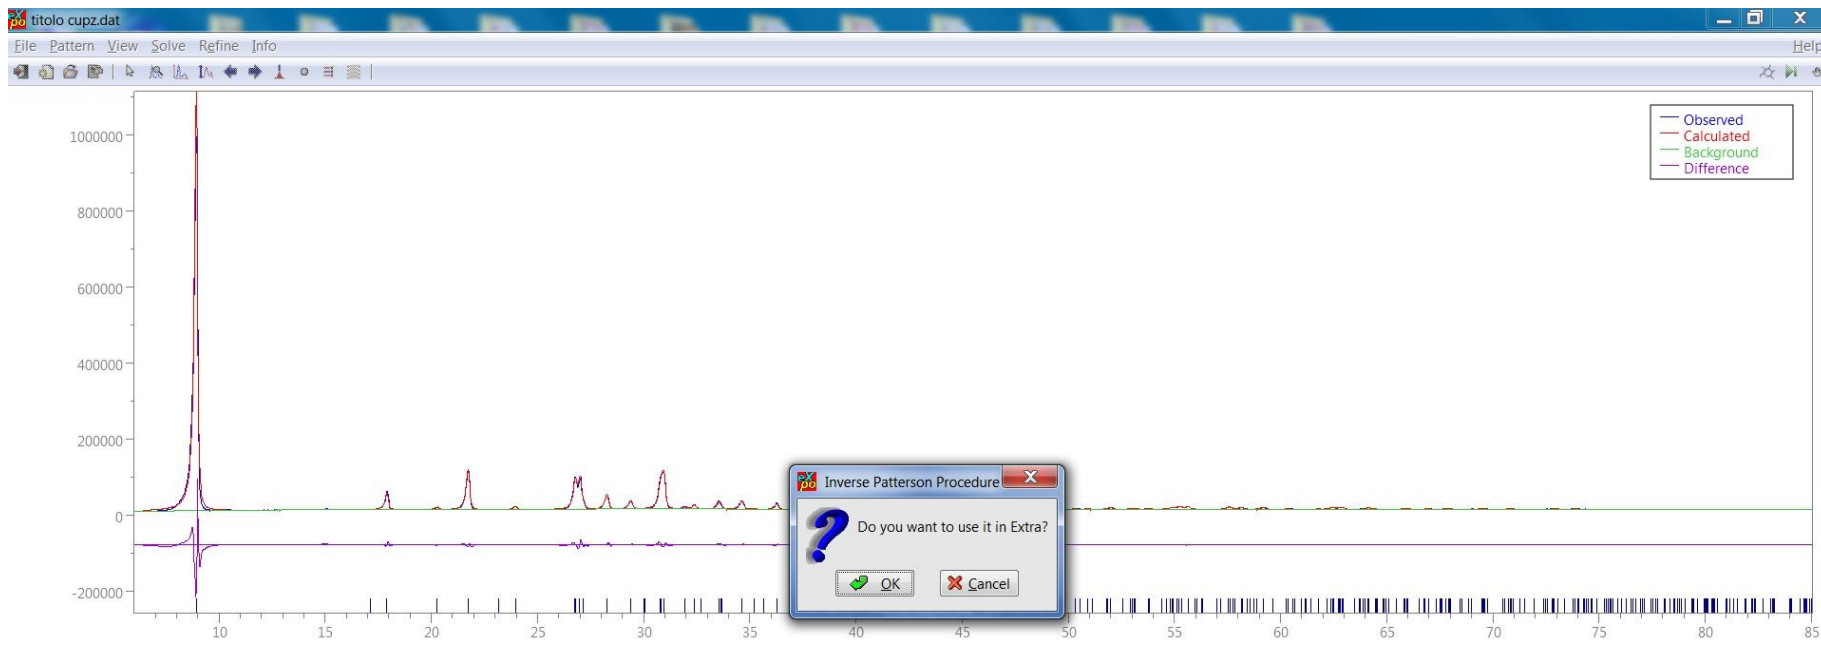 titolo cupz.dat
File Pattern View Solve Refine Info Help
Observed
Calculated
Background
Difference
1000000
800000
600000
400000
200000
0
-200000
Inverse Patterson Procedure
Do you want to use it in Extra?
OK Cancel
10 15 20 25 30 35 40 45 50 55 60 65 70 75 80 85